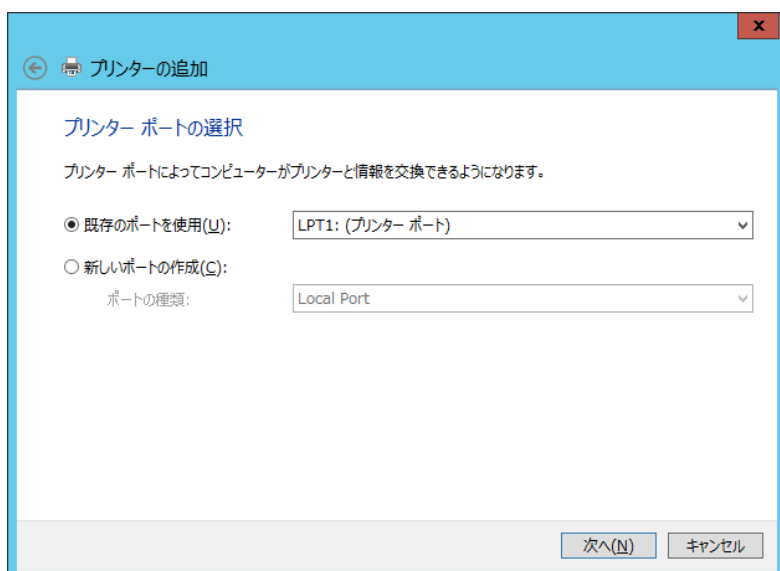 x
プリンターの追加
プリンター ポートの選択
プリンター ポートによってコンピューターがプリンターと情報を交換できるようになります。
既存のポートを使用(U): LPT1: (プリンター ポート)
新しいポートの作成(C):
ポートの種類: Local Port
次へ(N) キャンセル